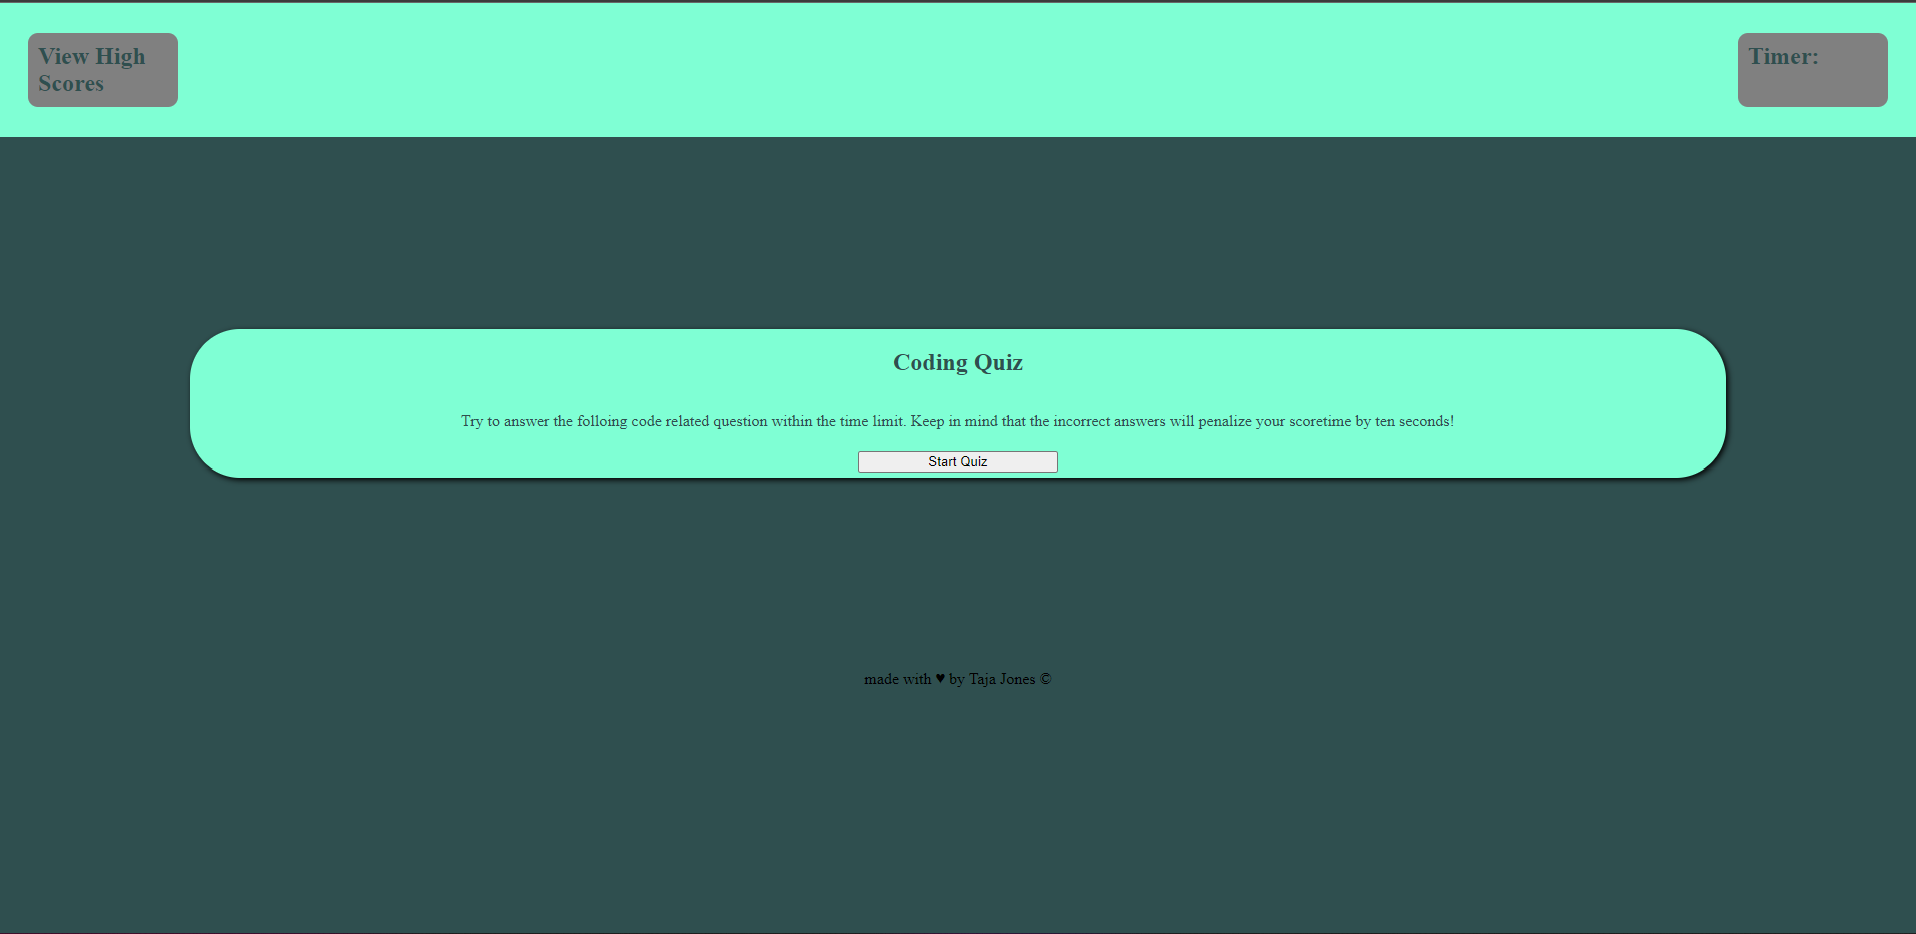 View High
Scores
Timer:
Coding Quiz
Try to answer the folloing code related question within the time limit. Keep in mind that the incorrect answers will penalize your scoretime by ten seconds!
Start Quiz
made with ♥ by Taja Jones ©